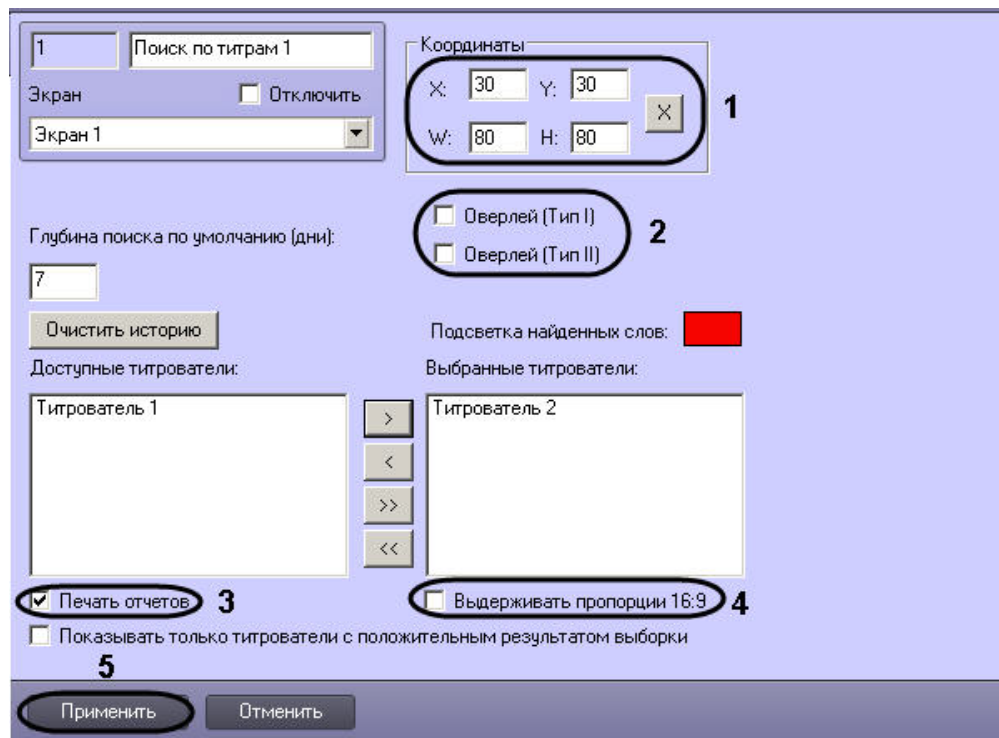 1 Поиск по титрам 1
Экран Отключить
Экран 1
Координаты
X: 30 Y: 30
X
W: 80 H: 80
1
Оверлей (Тип I)
Оверлей (Тип II)
2
Глубина поиска по умолчанию (дни):
7
Очистить историю
Подсветка найденных слов:
Доступные титрователи:
Выбранные титрователи:
Титрователь 1
>
<
>>
<<
Титрователь 2
Печать отчетов 3
Выдерживать пропорции 16:9 4
Показывать только титрователи с положительным результатом выборки
5
Применить Отменить